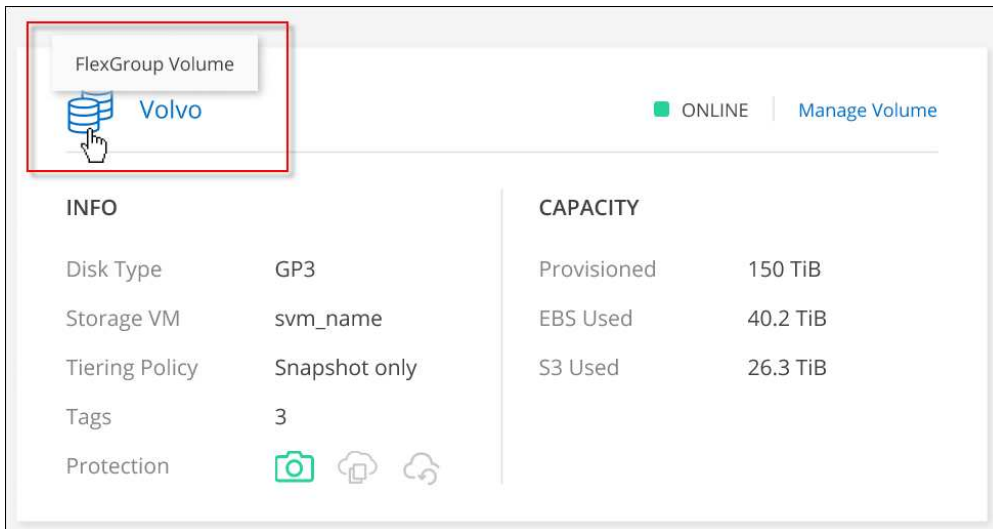 FlexGroup Volume
Volvo
ONLINE
Manage Volume
INFO
Disk Type GP3
Storage VM svm_name
Tiering Policy Snapshot only
Tags 3
Protection
CAPACITY
Provisioned 150 TiB
EBS Used 40.2 TiB
S3 Used 26.3 TiB